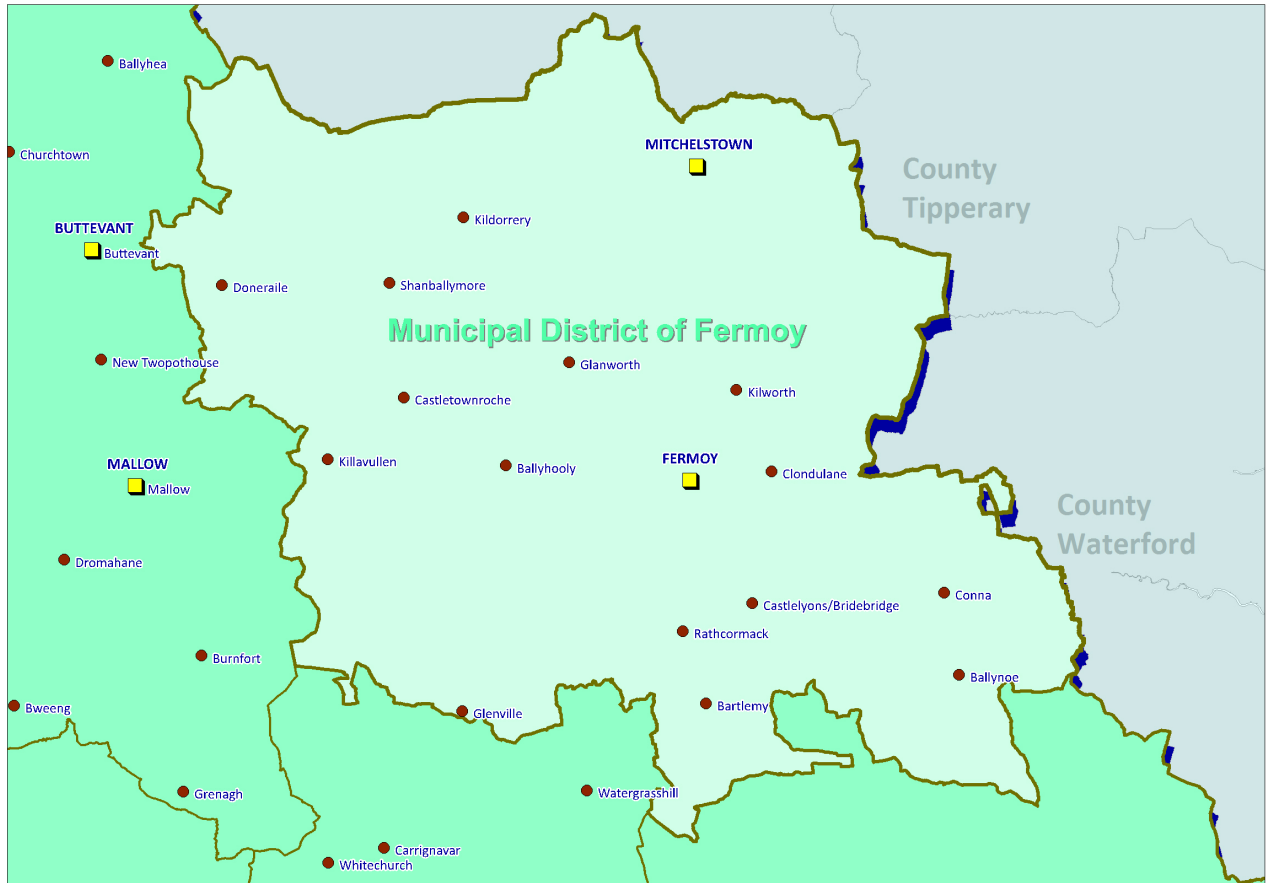 Ballyhea
MITCHELSTOWN
Churchtown
County
Tipperary
Kildorrery
BUTTEVANT
Buttevant
Doneraile
Shanballymore
Municipal District of Fermoy
New Twopothouse
Glanworth
Kilworth
Castletownroche
MALLOW
Mallow
Killavullen
Ballyhooly
FERMOY
Clondulane
County
Waterford
Dromahane
Conna
Castlelyons/Bridebridge
Rathcormack
Burnfort
Ballynoe
Bweeng
Glenville
Bartlemy
Grenagh
Watergrasshill
Carrignavar
Whitechurch